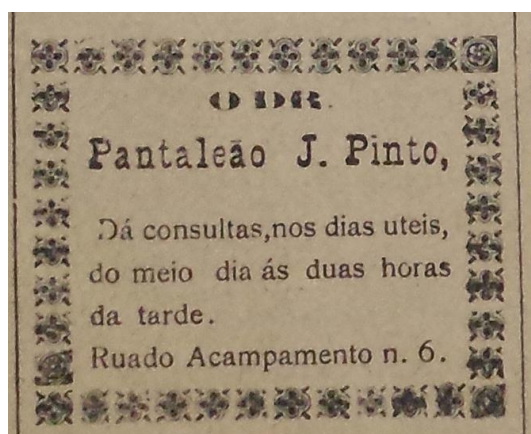 O DR.
Pantaleão J. Pinto,
Dá consultas,nos dias uteis,
do meio dia ás duas horas
da tarde.
Ruado Acampamento n. 6.